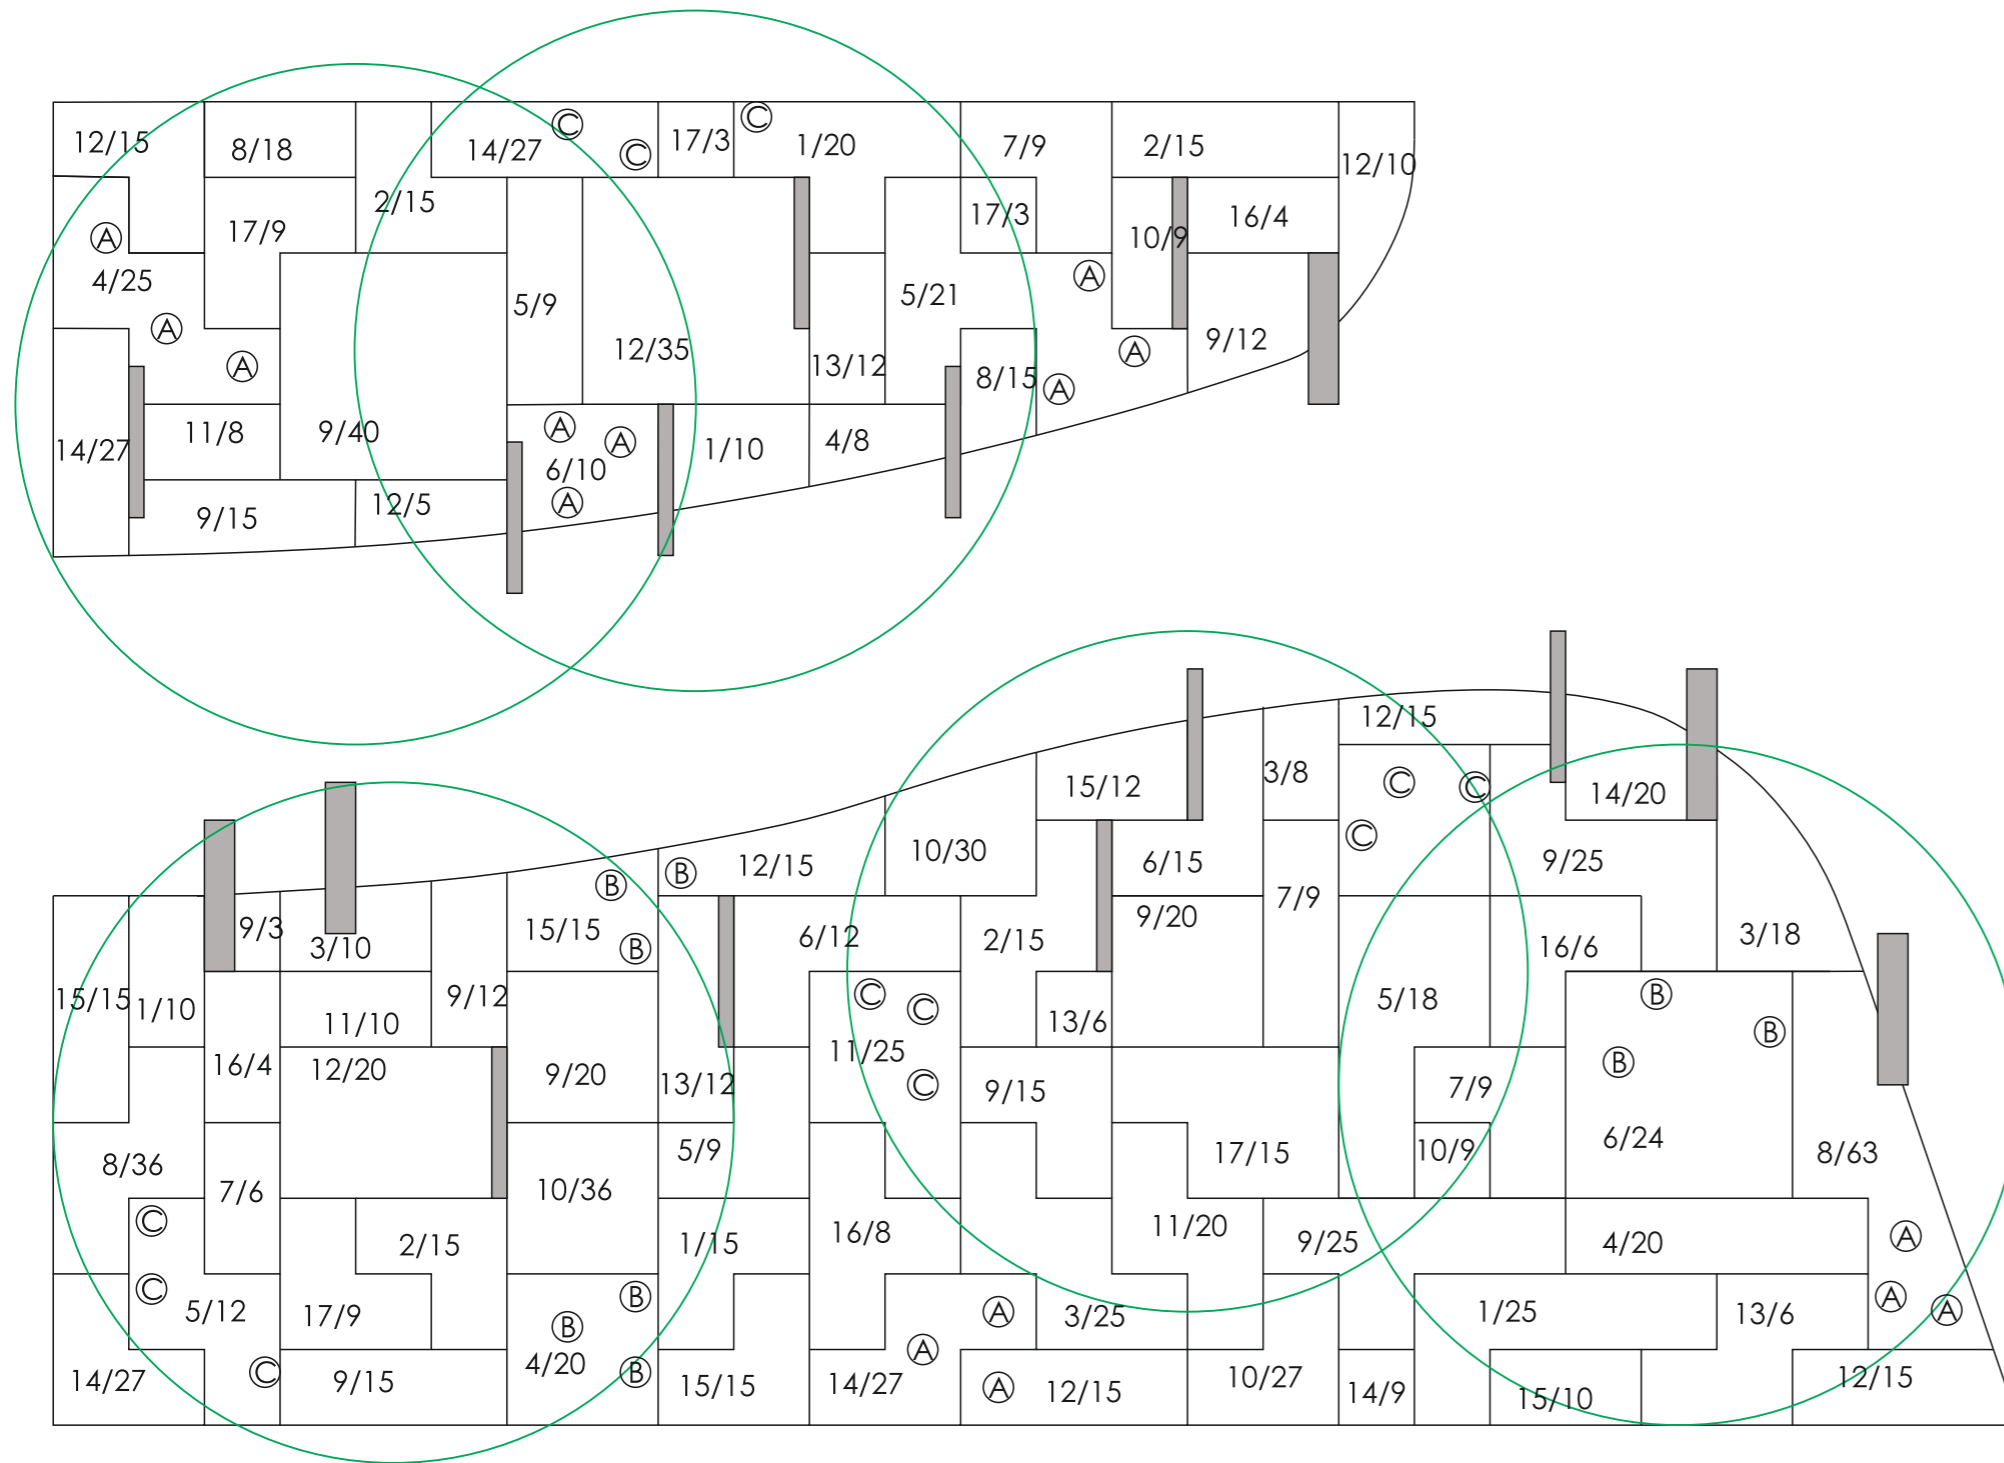 12/15 8/18 14/27 Ⓒ Ⓒ 17/3 Ⓒ 1/20 7/9 2/15 12/10
Ⓐ 17/9 2/15 17/3 10/9 16/4
4/25 5/9 5/21 Ⓐ
Ⓐ Ⓐ 12/35 13/12 8/15 Ⓐ Ⓐ 9/12
14/27 11/8 9/40 Ⓐ Ⓐ 1/10 4/8
6/10
9/15 12/5 Ⓐ
12/15
15/12 3/8 Ⓒ Ⓒ 14/20
Ⓑ Ⓑ 12/15 10/30 6/15 Ⓒ 9/25
9/3 3/10 15/15 Ⓑ 6/12 2/15 9/20 7/9 16/6 3/18
15/15 1/10 11/10 9/12 Ⓒ Ⓒ 13/6 5/18 Ⓑ Ⓑ
16/4 12/20 9/20 13/12 11/25 Ⓒ 9/15 7/9 Ⓑ
8/36 7/6 10/36 5/9 17/15 10/9 6/24 8/63
Ⓒ 2/15 1/15 16/8 11/20 9/25 4/20 Ⓐ
Ⓒ 5/12 17/9 Ⓑ Ⓑ Ⓐ 3/25 1/25 13/6 Ⓐ Ⓐ
14/27 Ⓒ 9/15 4/20 Ⓑ 15/15 14/27 Ⓐ Ⓐ 12/15 10/27 14/9 15/10 12/15